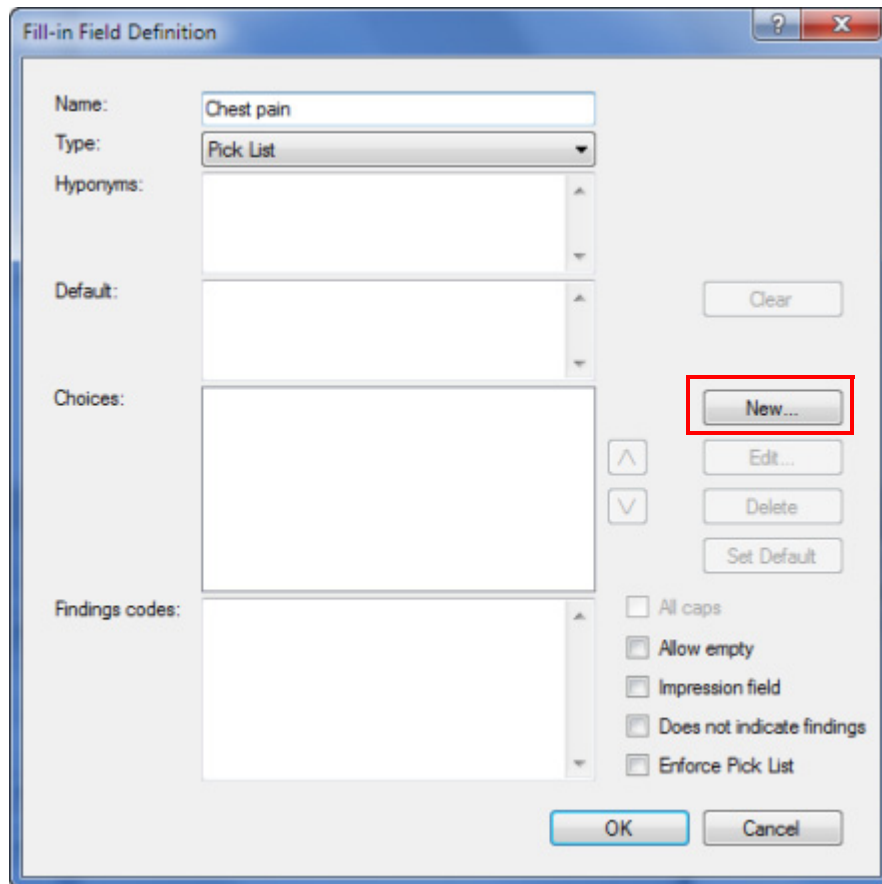 Fill-in Field Definition
Name: Chest pain
Type: Pick List
Hyponyms:
Default:
Clear
Choices:
New...
Edit...
Delete
Set Default
Findings codes:
All caps
Allow empty
Impression field
Does not indicate findings
Enforce Pick List
OK Cancel